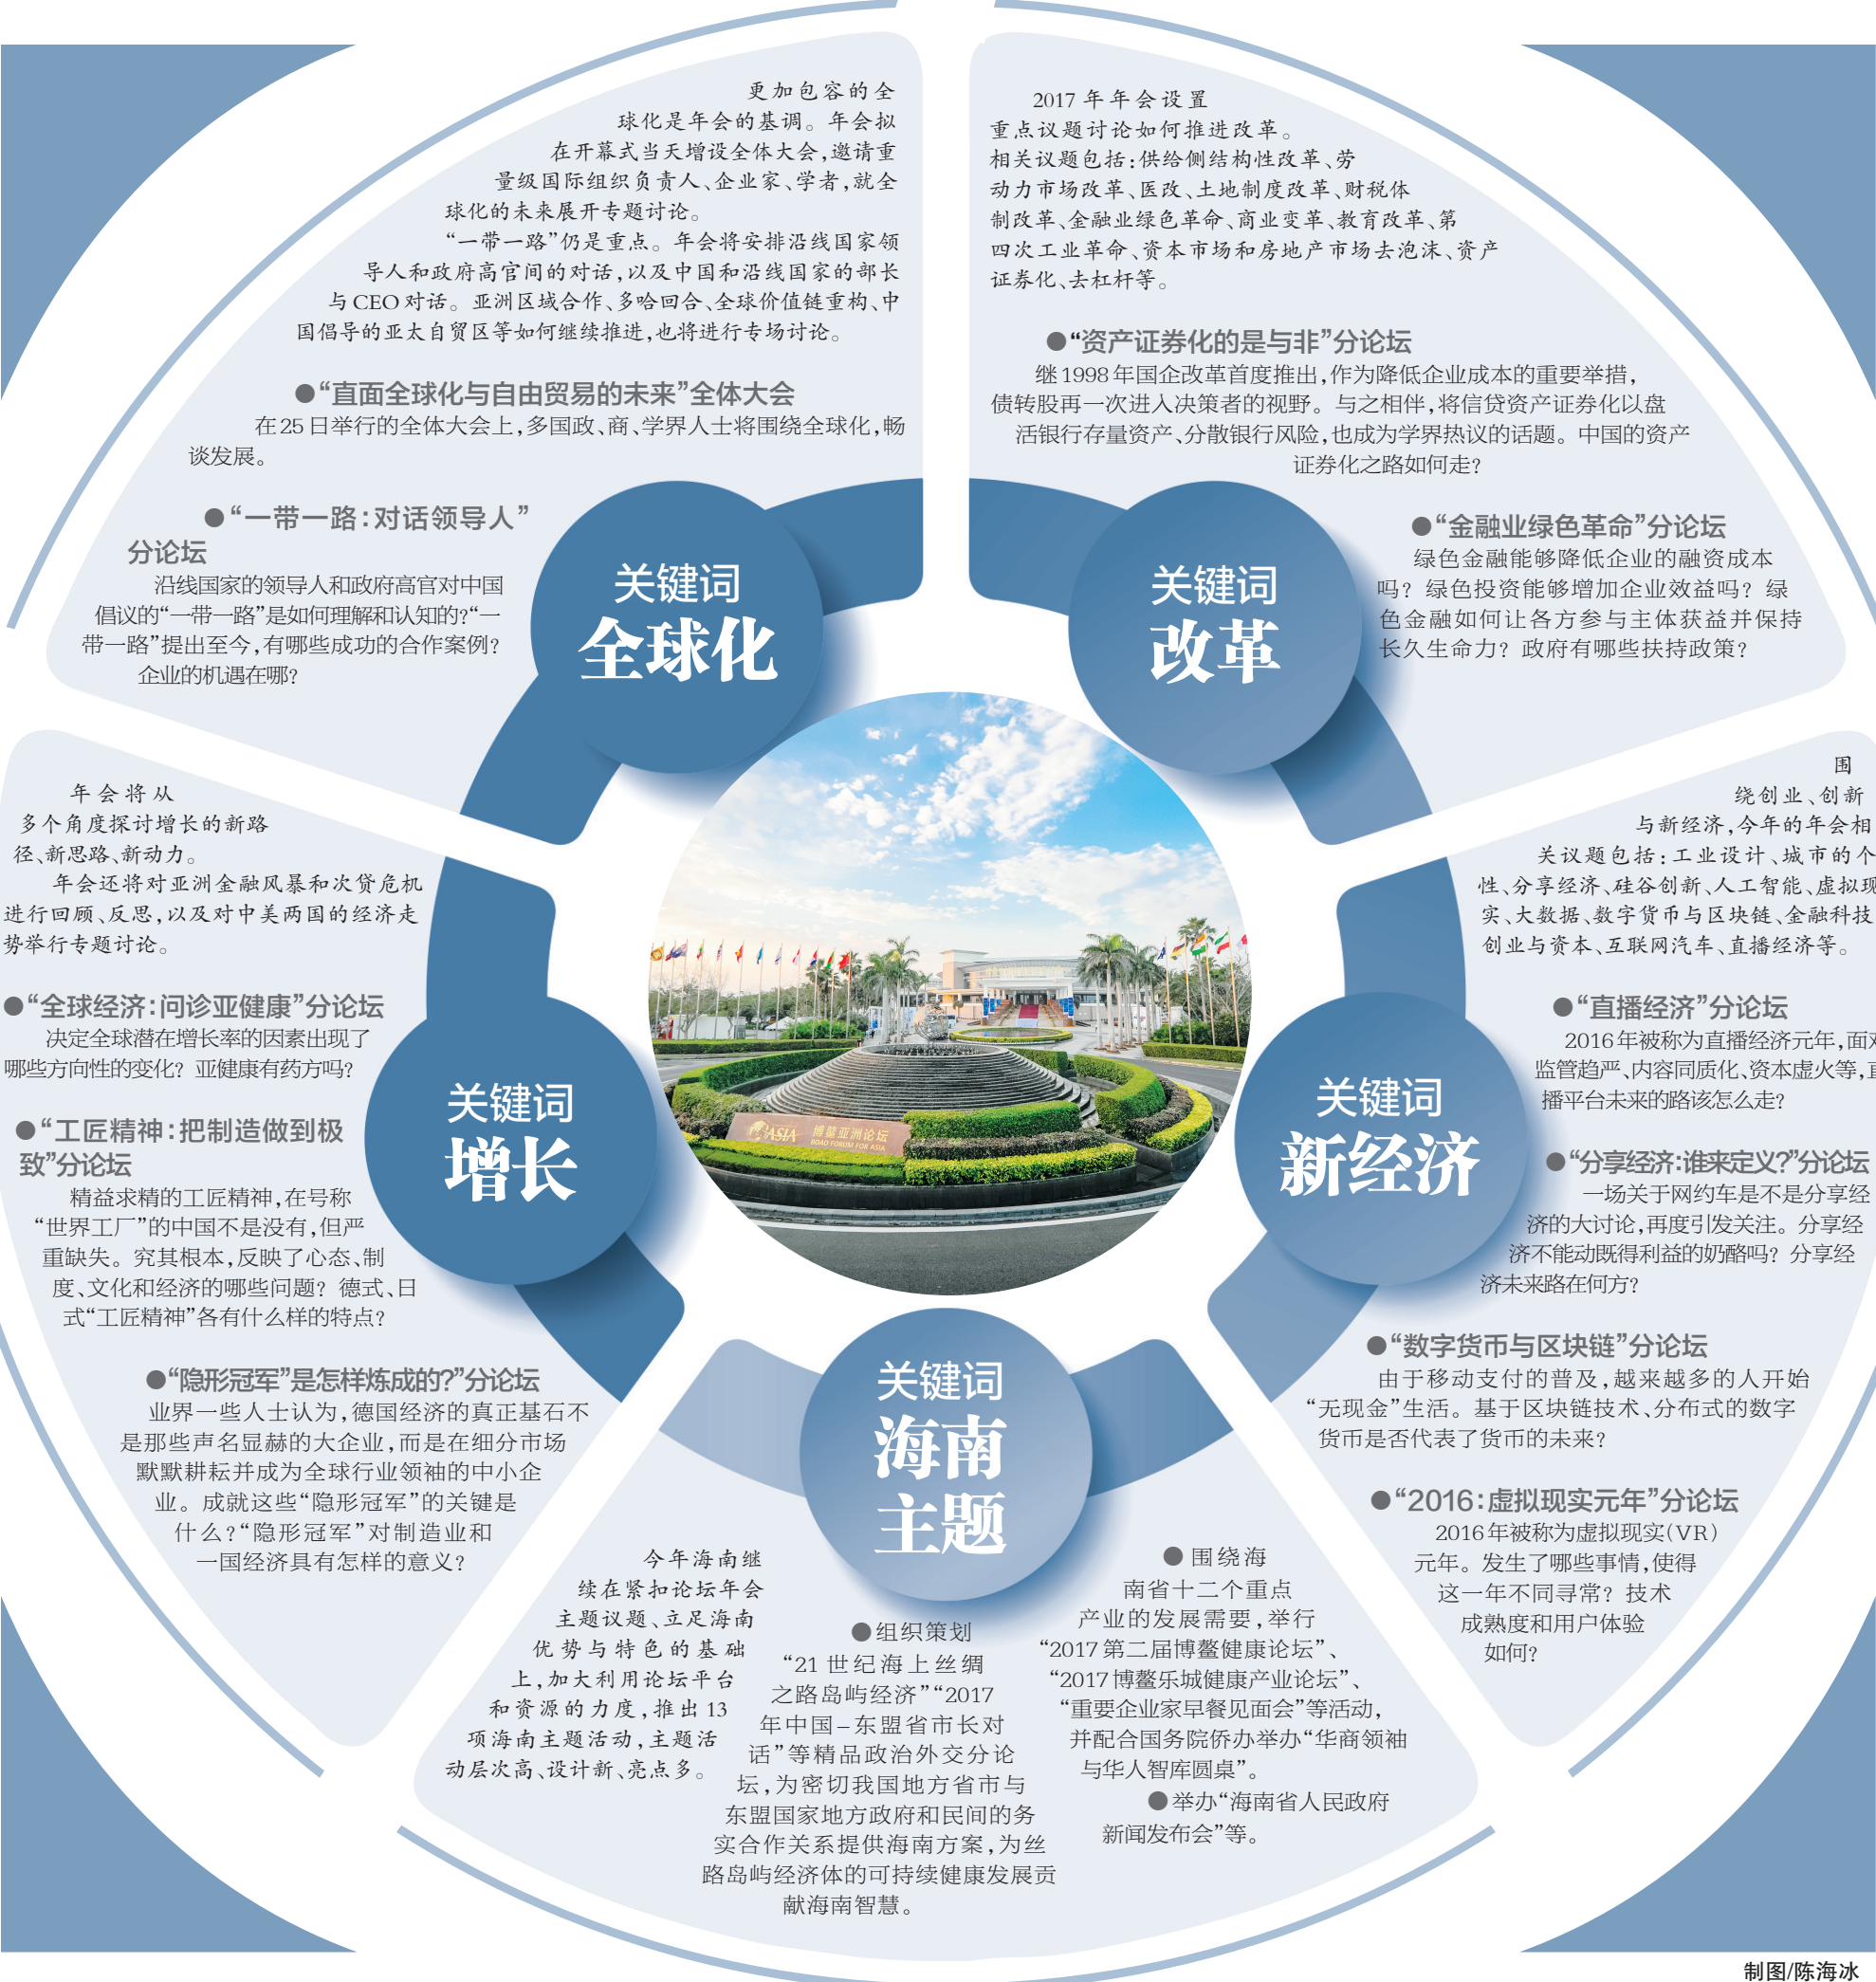 更加包容的全
球化是年会的基调。年会拟
在开幕式当天增设全体大会,邀请重
量级国际组织负责人、企业家、学者,就全
球化的未来展开专题讨论。
“一带一路”仍是重点。年会将安排沿线国家领
导人和政府高官间的对话,以及中国和沿线国家的部长
与CEO对话。亚洲区域合作、多哈回合、全球价值链重构、中
国倡导的亚太自贸区等如何继续推进,也将进行专场讨论。
●“直面全球化与自由贸易的未来”全体大会
在25日举行的全体大会上,多国政、商、学界人士将围绕全球化,畅
谈发展。
●“一带一路:对话领导人”
分论坛
沿线国家的领导人和政府高官对中国
倡议的“一带一路”是如何理解和认知的?“一
带一路”提出至今,有哪些成功的合作案例?
企业的机遇在哪?
关键词
全球化
2017年年会设置
重点议题讨论如何推进改革。
相关议题包括:供给侧结构性改革、劳
动力市场改革、医改、土地制度改革、财税体
制改革、金融业绿色革命、商业变革、教育改革、第
四次工业革命、资本市场和房地产市场去泡沫、资产
证券化、去杠杆等。
●“资产证券化的是与非”分论坛
继1998年国企改革首度推出,作为降低企业成本的重要举措,
债转股再一次进入决策者的视野。与之相伴,将信贷资产证券化以盘
活银行存量资产、分散银行风险,也成为学界热议的话题。中国的资产
证券化之路如何走?
●“金融业绿色革命”分论坛
绿色金融能够降低企业的融资成本
吗?绿色投资能够增加企业效益吗?绿
色金融如何让各方参与主体获益并保持
长久生命力?政府有哪些扶持政策?
关键词
改革
年会将从
多个角度探讨增长的新路
径、新思路、新动力。
年会还将对亚洲金融风暴和次贷危机
进行回顾、反思,以及对中美两国的经济走
势举行专题讨论。
●“全球经济:问诊亚健康”分论坛
决定全球潜在增长率的因素出现了
哪些方向性的变化?亚健康有药方吗?
●“工匠精神:把制造做到极
致”分论坛
精益求精的工匠精神,在号称
“世界工厂”的中国不是没有,但严
重缺失。究其根本,反映了心态、制
度、文化和经济的哪些问题?德式、日
式“工匠精神”各有什么样的特点?
●“隐形冠军”是怎样炼成的?”分论坛
业界一些人士认为,德国经济的真正基石不
是那些声名显赫的大企业,而是在细分市场
默默耕耘并成为全球行业领袖的中小企
业。成就这些“隐形冠军”的关键是
什么?“隐形冠军”对制造业和
一国经济具有怎样的意义?
关键词
增长
围
绕创业、创新
与新经济,今年的年会相
关议题包括:工业设计、城市的个
性、分享经济、硅谷创新、人工智能、虚拟现
实、大数据、数字货币与区块链、金融科技
创业与资本、互联网汽车、直播经济等。
●“直播经济”分论坛
2016年被称为直播经济元年,面对
监管趋严、内容同质化、资本虚火等,直
播平台未来的路该怎么走?
●“分享经济:谁来定义?”分论坛
一场关于网约车是不是分享经
济的大讨论,再度引发关注。分享经
济不能动既得利益的奶酪吗?分享经
济未来路在何方?
●“数字货币与区块链”分论坛
由于移动支付的普及,越来越多的人开始
“无现金”生活。基于区块链技术、分布式的数字
货币是否代表了货币的未来?
●“2016:虚拟现实元年”分论坛
2016年被称为虚拟现实(VR)
元年。发生了哪些事情,使得
这一年不同寻常?技术
成熟度和用户体验
如何?
关键词
新经济
ASIA 博鳌亚洲论坛
BOAO FORUM FOR ASIA
关键词
海南
主题
今年海南继
续在紧扣论坛年会
主题议题、立足海南
优势与特色的基础
上,加大利用论坛平台
和资源的力度,推出13
项海南主题活动,主题活
动层次高、设计新、亮点多。
●组织策划
“21世纪海上丝绸
之路岛屿经济”“2017
年中国-东盟省市长对
话”等精品政治外交分论
坛,为密切我国地方省市与
东盟国家地方政府和民间的务
实合作关系提供海南方案,为丝
路岛屿经济体的可持续健康发展贡
献海南智慧。
●围绕海
南省十二个重点
产业的发展需要,举行
“2017第二届博鳌健康论坛”、
“2017博鳌乐城健康产业论坛”、
“重要企业家早餐见面会”等活动,
并配合国务院侨办举办“华商领袖
与华人智库圆桌”。
●举办“海南省人民政府
新闻发布会”等。
制图/陈海冰